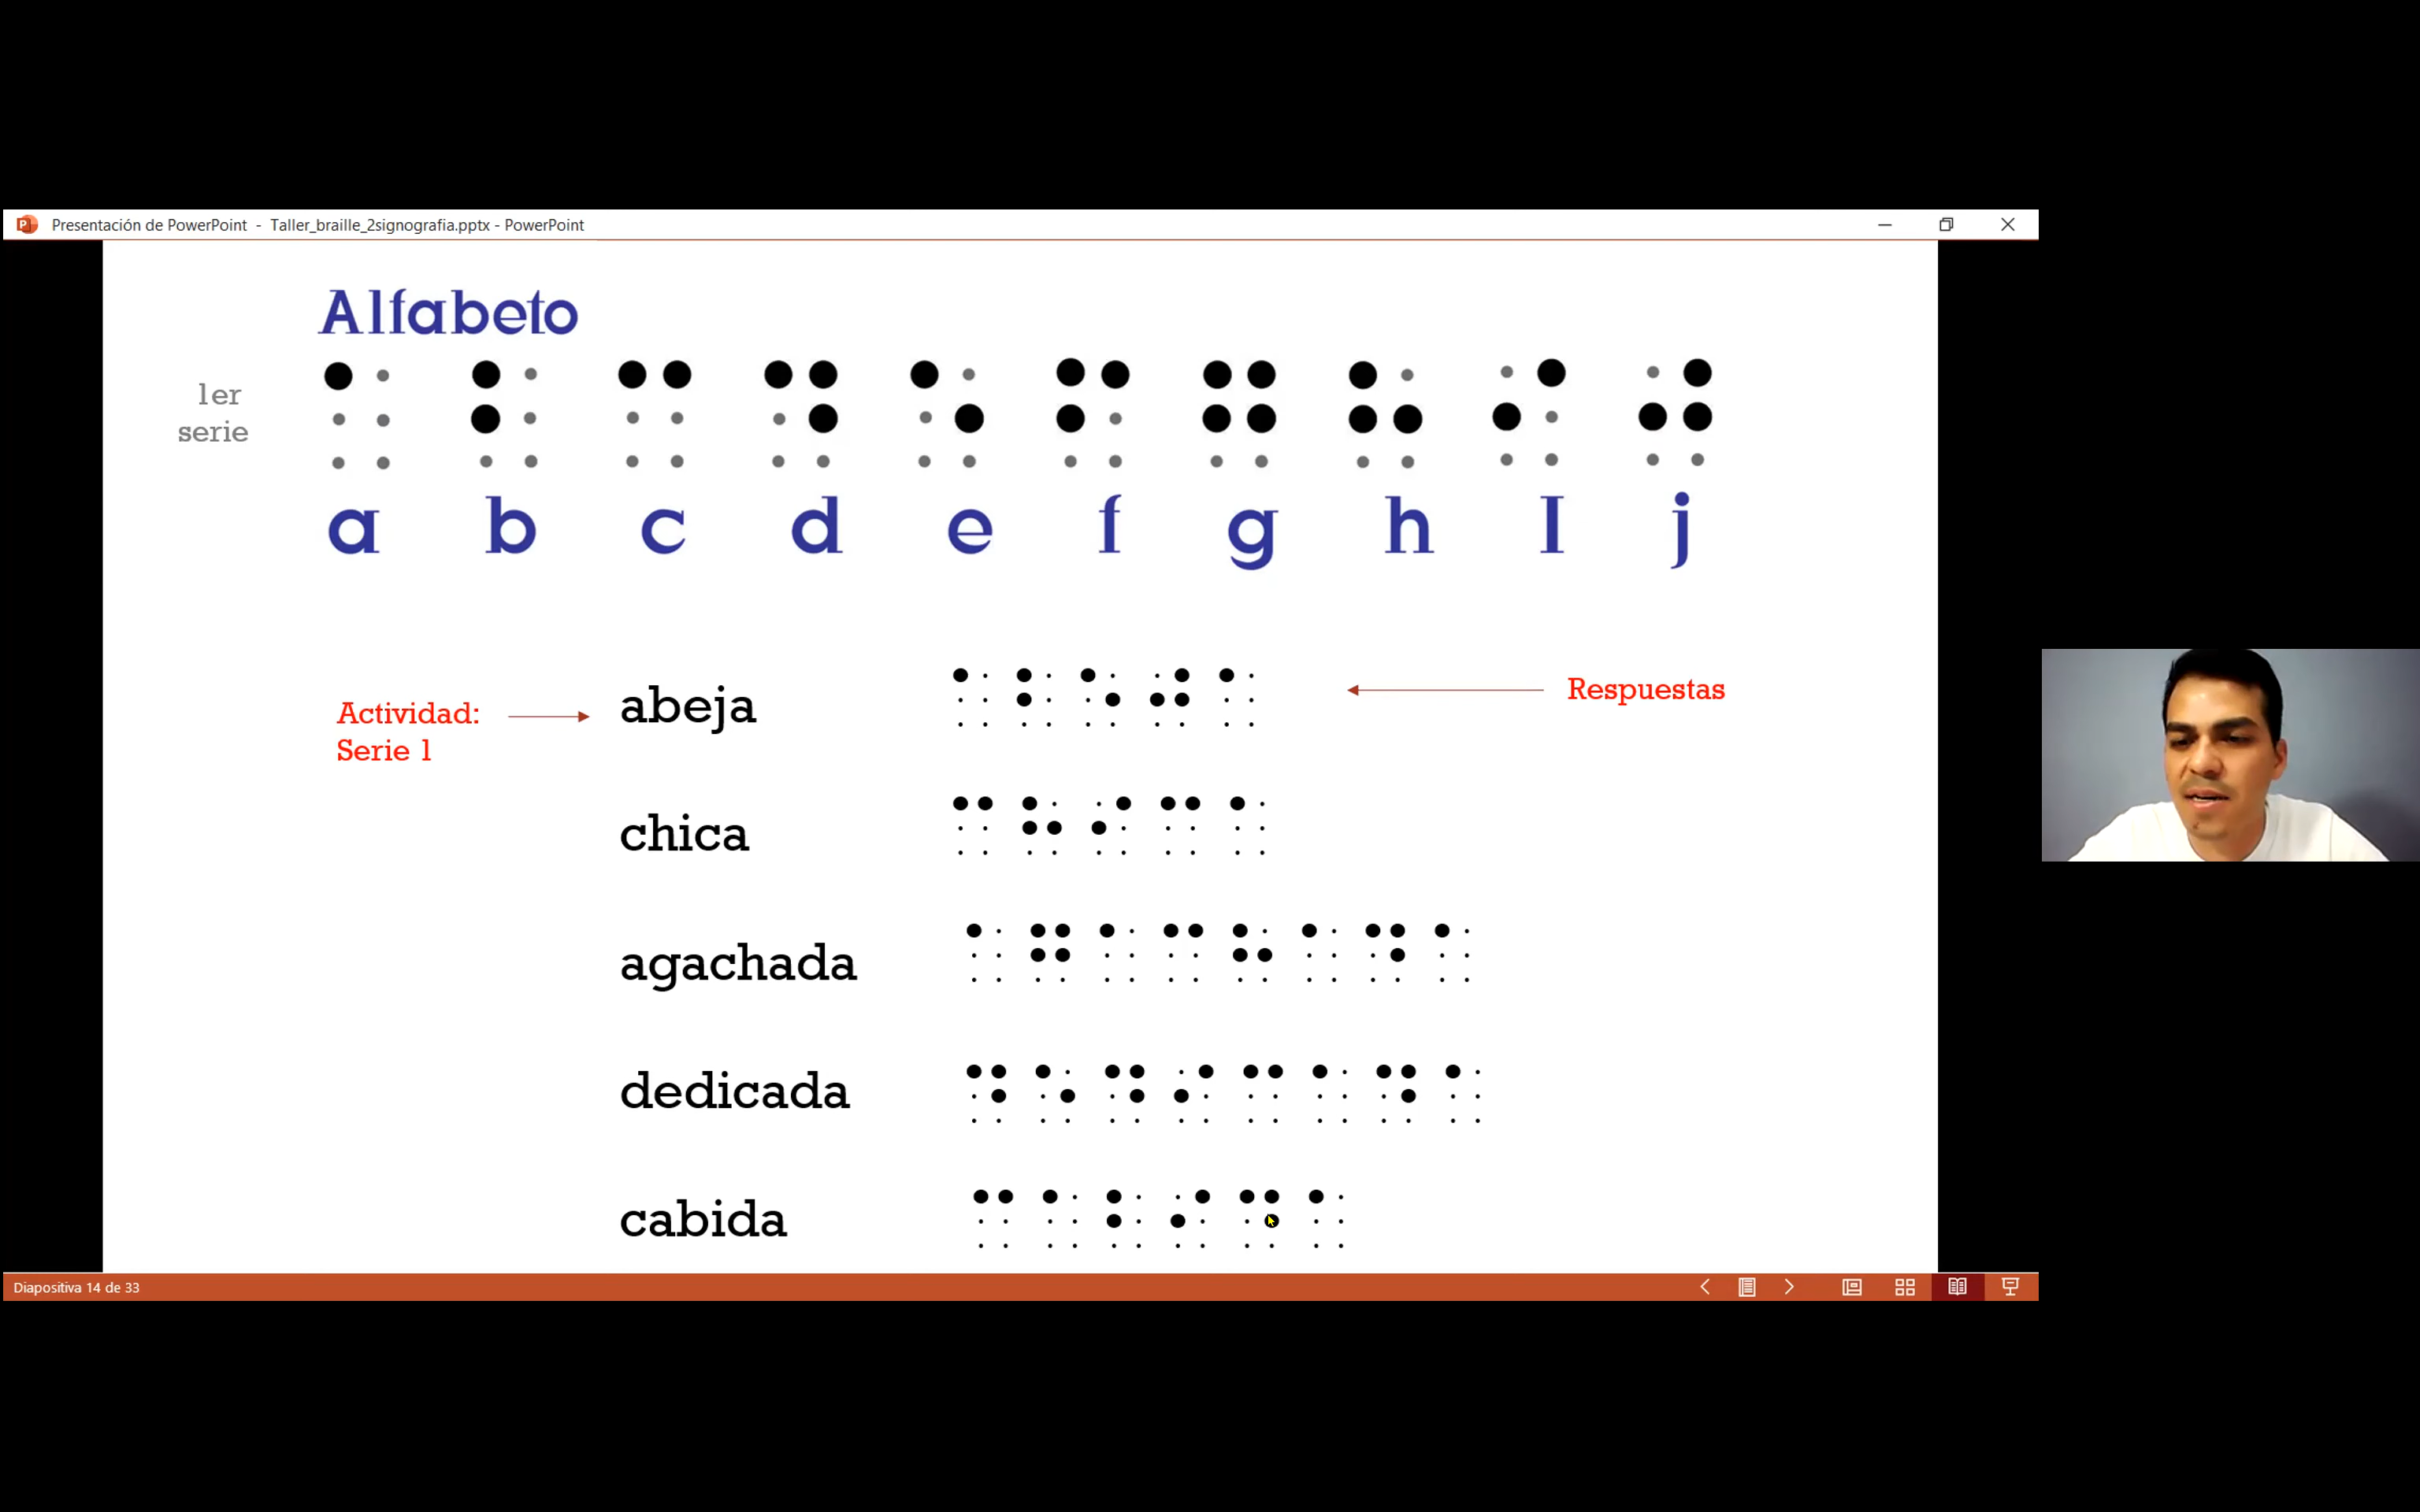 Presentación de PowerPoint - Taller_braille_2signografia.pptx - PowerPoint
Alfabeto
1er
serie
⠁ ⠃ ⠉ ⠙ ⠑ ⠋ ⠛ ⠓ ⠊ ⠚
a b c d e f g h I j
Actividad:
Serie 1
abeja ⠁⠃⠑⠚⠁
Respuestas
chica ⠉⠓⠊⠉⠁
agachada ⠁⠛⠁⠉⠓⠁⠙⠁
dedicada ⠙⠑⠙⠊⠉⠁⠙⠁
cabida ⠉⠁⠃⠊⠙⠁
Diapositiva 14 de 33